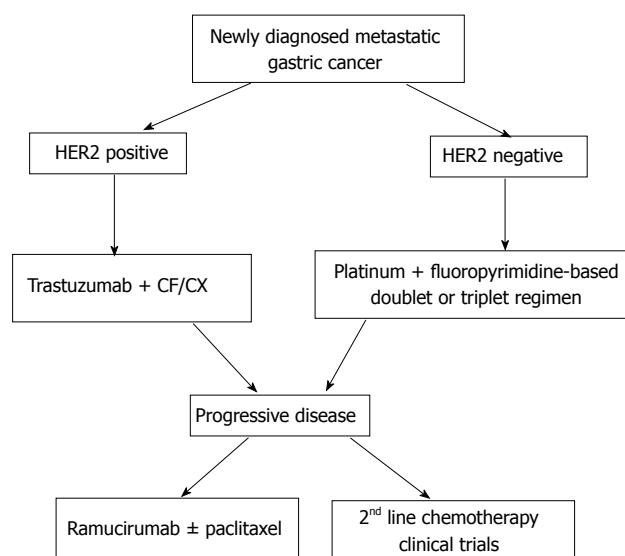 Newly diagnosed metastatic
gastric cancer
HER2 positive
HER2 negative
Trastuzumab + CF/CX
Platinum + fluoropyrimidine-based
doublet or triplet regimen
Progressive disease
Ramucirumab ± paclitaxel
2nd line chemotherapy
clinical trials